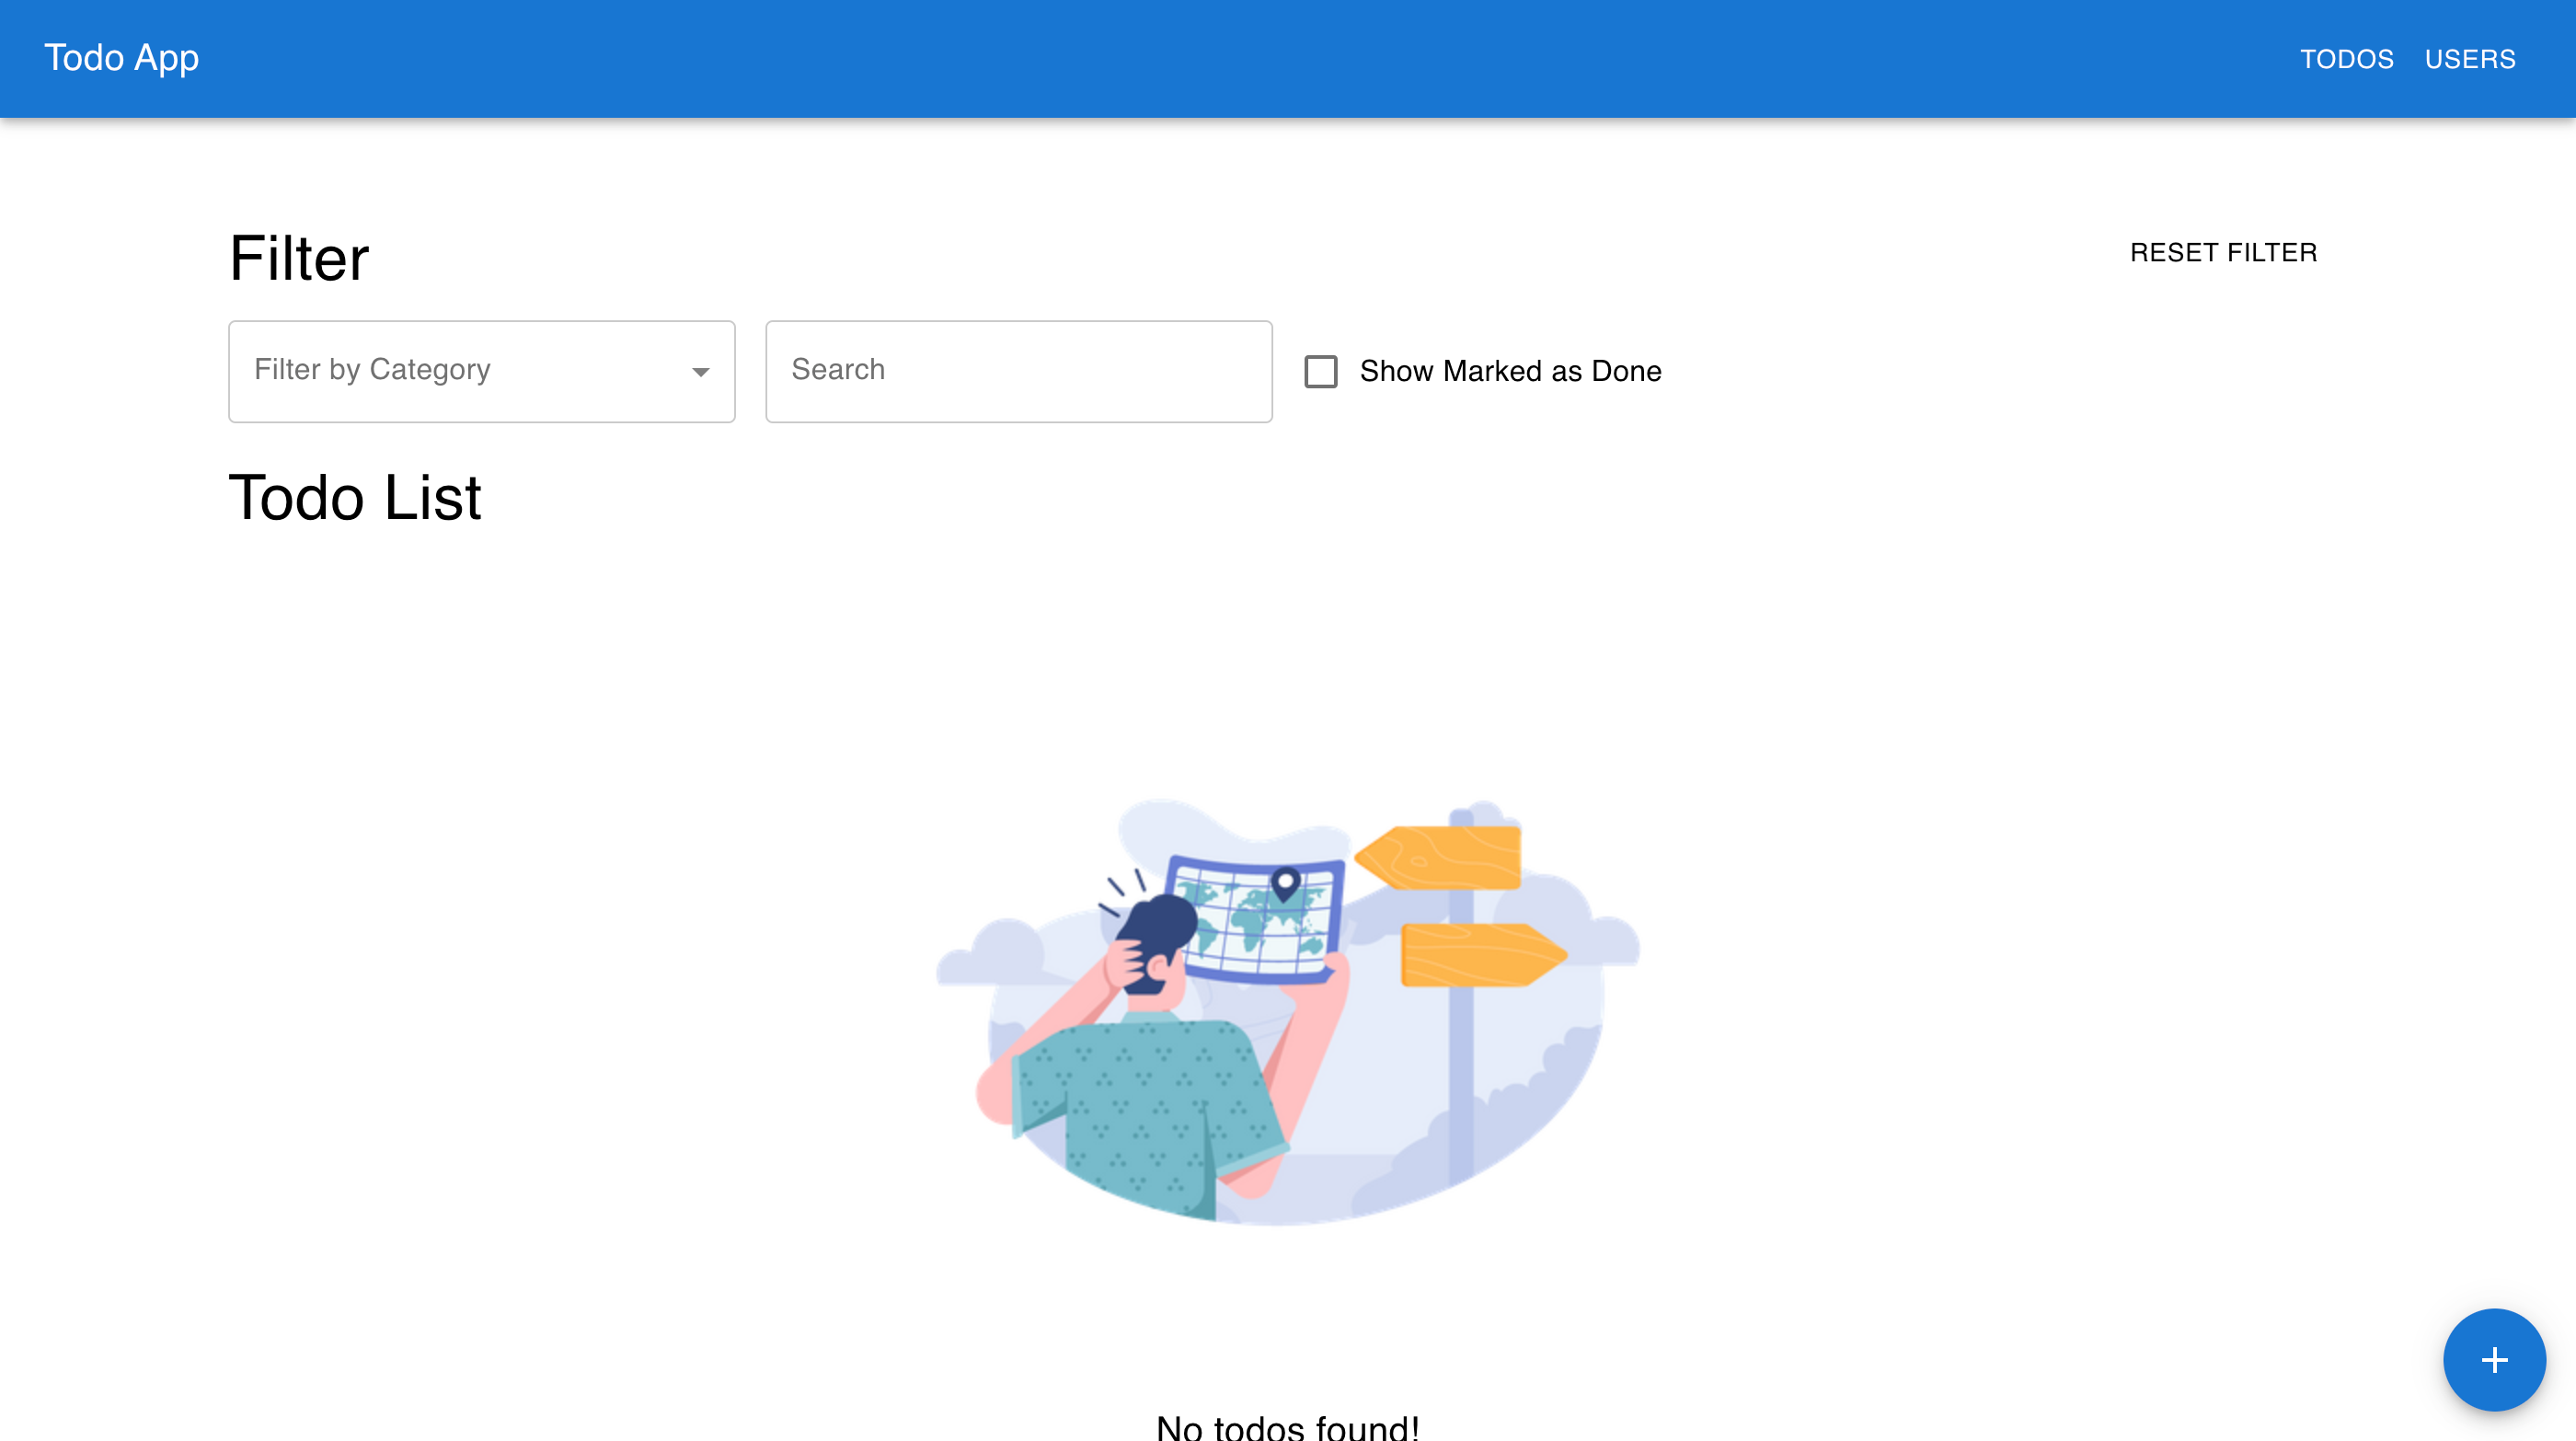 Todo App
TODOS USERS
Filter
RESET FILTER
Filter by Category
Search
Show Marked as Done
Todo List
No todos found!